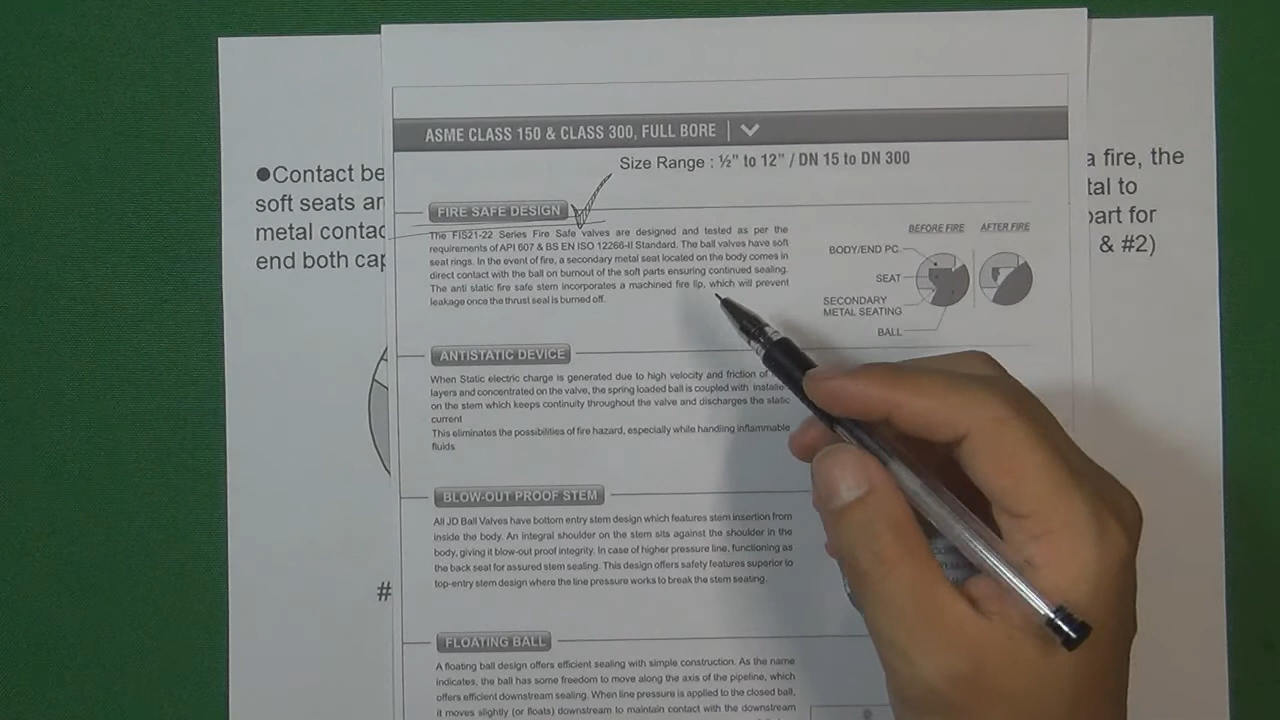 ASME CLASS 150 & CLASS 300, FULL BORE
Size Range : ½" to 12" / DN 15 to DN 300
●Contact be
soft seats ar
metal contac
end both cap
a fire, the
tal to
part for
& #2)
FIRE SAFE DESIGN
The FIS21-22 Series Fire Safe valves are designed and tested as per the
requirements of API 607 & BS EN ISO 12266-II Standard. The ball valves have soft
seat rings. In the event of fire, a secondary metal seat located on the body comes in
direct contact with the ball on burnout of the soft parts ensuring continued sealing.
The anti static fire safe stem incorporates a machined fire lip, which will prevent
leakage once the thrust seal is burned off.
BEFORE FIRE AFTER FIRE
BODY/END PC.
SEAT
SECONDARY
METAL SEATING
BALL
ANTISTATIC DEVICE
When Static electric charge is generated due to high velocity and friction of
layers and concentrated on the valve, the spring loaded ball is coupled with installe
on the stem which keeps continuity throughout the valve and discharges the static
current
This eliminates the possibilities of fire hazard, especially while handling inflammable
fluids
BLOW-OUT PROOF STEM
All JD Ball Valves have bottom entry stem design which features stem insertion from
inside the body. An integral shoulder on the stem sits against the shoulder in the
body, giving it blow-out proof integrity. In case of higher pressure line, functioning as
the back seat for assured stem sealing. This design offers safety features superior to
top-entry stem design where the line pressure works to break the stem seating.
#
FLOATING BALL
A floating ball design offers efficient sealing with simple construction. As the name
indicates, the ball has some freedom to move along the axis of the pipeline, which
offers efficient downstream sealing. When line pressure is applied to the closed ball,
it moves slightly (or floats) downstream to maintain contact with the downstream